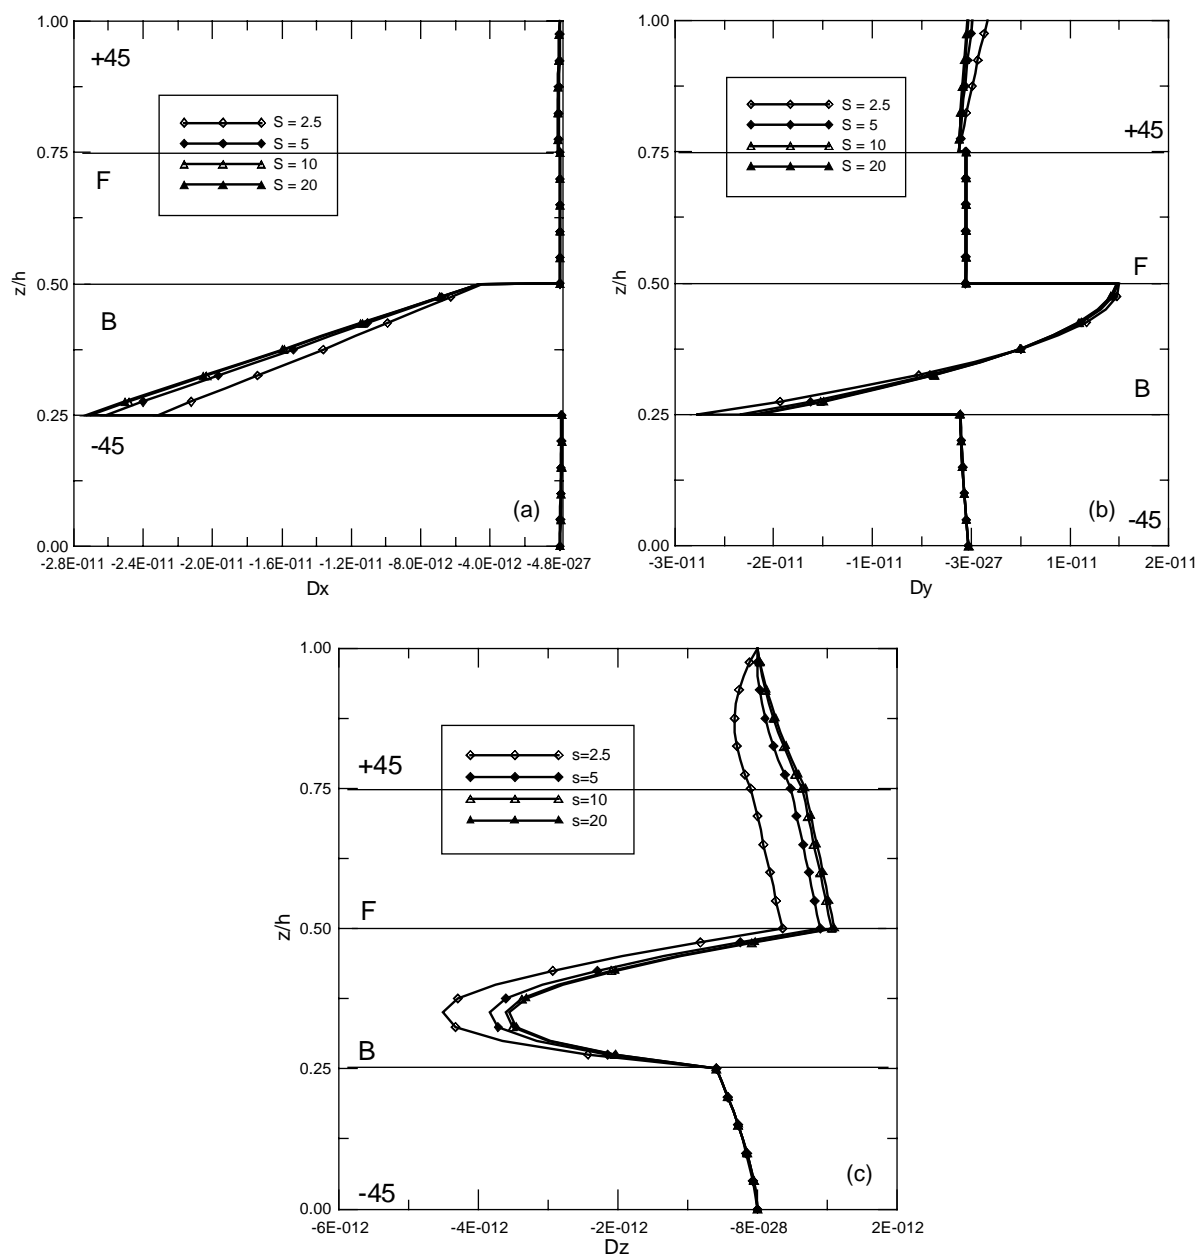 1.00
0.75
0.50
0.25
0.00
z/h
+45
F
B
-45
S = 2.5
S = 5
S = 10
S = 20
(a)
-2.8E-011 -2.4E-011 -2.0E-011 -1.6E-011 -1.2E-011 -8.0E-012 -4.0E-012 -4.8E-027
Dx
1.00
0.75
0.50
0.25
0.00
z/h
S = 2.5
S = 5
S = 10
S = 20
+45
F
B
-45
(b)
-3E-011 -2E-011 -1E-011 -3E-027 1E-011 2E-011
Dy
1.00
0.75
0.50
0.25
0.00
z/h
s=2.5
s=5
s=10
s=20
+45
F
B
-45
(c)
-6E-012 -4E-012 -2E-012 -8E-028 2E-012
Dz